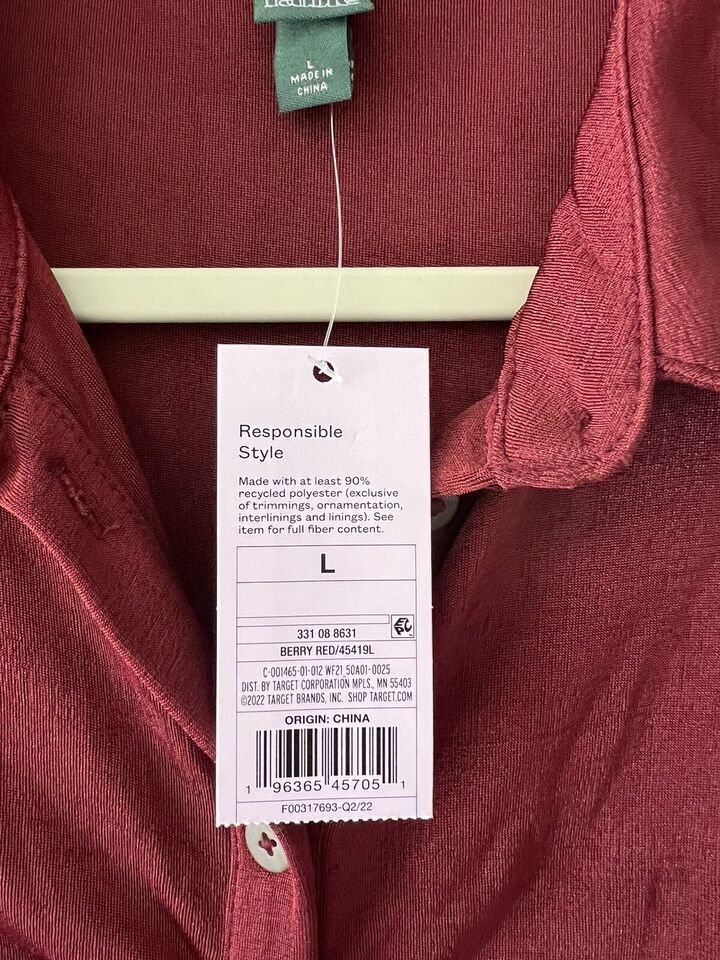 L
MADE IN
CHINA
Responsible
Style
Made with at least 90%
recycled polyester (exclusive
of trimmings, ornamentation,
interlinings and linings). See
item for full fiber content.
L
331 08 8631
EPC
BERRY RED/45419L
C-001465-01-012 WF21_50A01-0025
DIST. BY TARGET CORPORATION MPLS., MN 55403
©2022 TARGET BRANDS, INC. SHOP TARGET.COM
ORIGIN: CHINA
1 96365 45705 1
F00317693-Q2/22